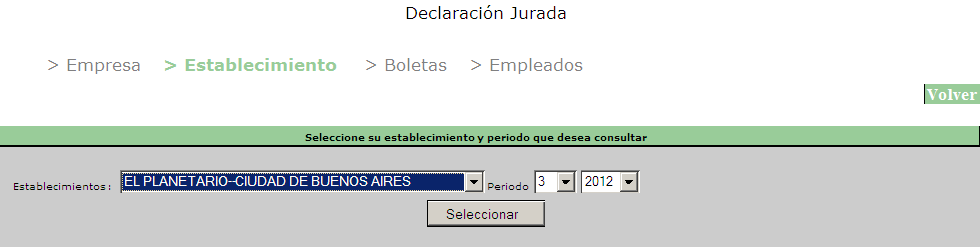 Declaración Jurada
> Empresa > Establecimiento > Boletas > Empleados
Volver
Seleccione su establecimiento y periodo que desea consultar
Establecimientos: EL PLANETARIO-CIUDAD DE BUENOS AIRES Periodo 3 2012
Seleccionar